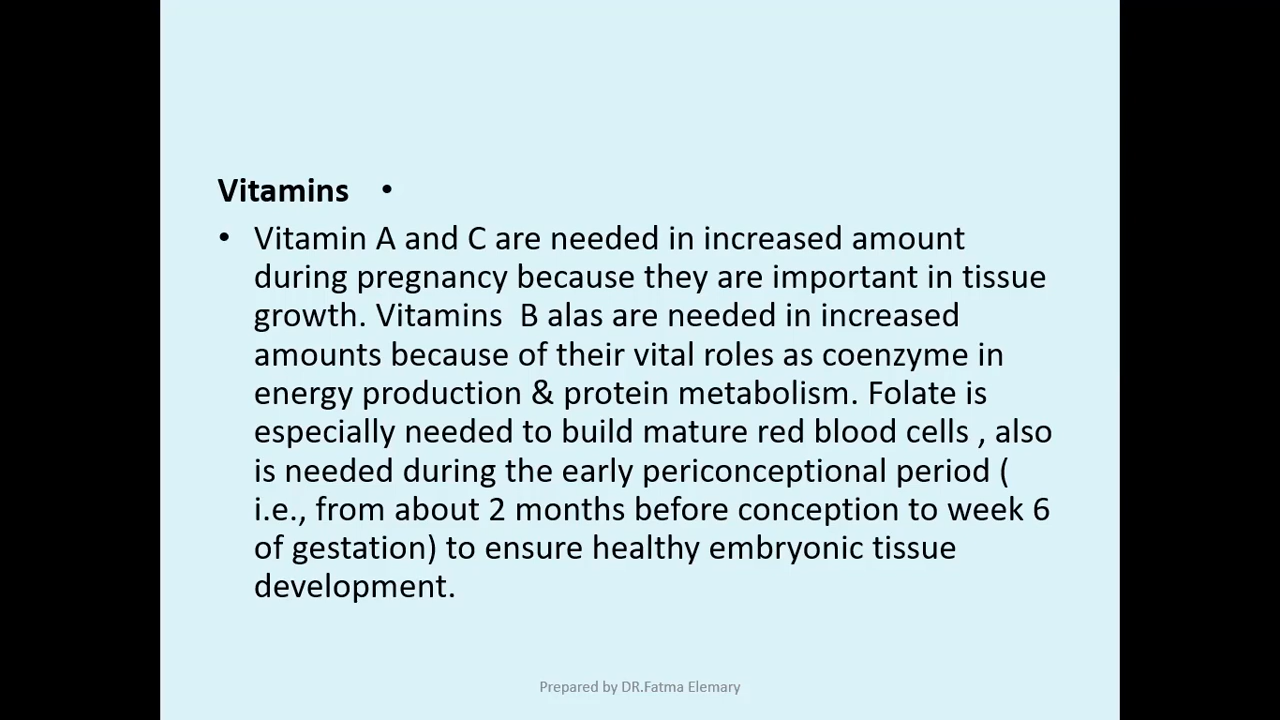 Vitamins •
• Vitamin A and C are needed in increased amount
during pregnancy because they are important in tissue
growth. Vitamins  B alas are needed in increased
amounts because of their vital roles as coenzyme in
energy production & protein metabolism. Folate is
especially needed to build mature red blood cells , also
is needed during the early periconceptional period (
i.e., from about 2 months before conception to week 6
of gestation) to ensure healthy embryonic tissue
development.
Prepared by DR.Fatma Elemary